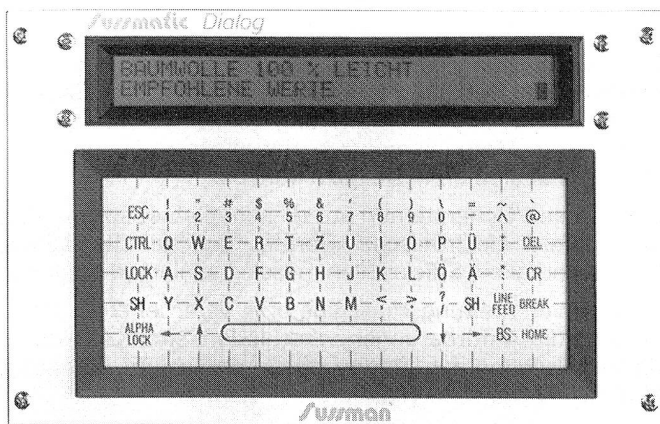 Sussmatic Dialog
BAUMWOLLE 100 % LEICHT
EMPFOHLENE WERTE
ESC ! 1 " 2 # 3 $ 4 % 5 & 6 ' 7 ( 8 ) 9 \ 0 = - ~ ^ ` @
CTRL Q W E R T Z U I O P Ü + ; DEL
LOCK A S D F G H J K L Ö Ä * : CR
SH Y X C V B N M < , > . ? / SH LINE FEED BREAK
ALPHA LOCK ← ↑ ↓ → BS HOME
Sussman